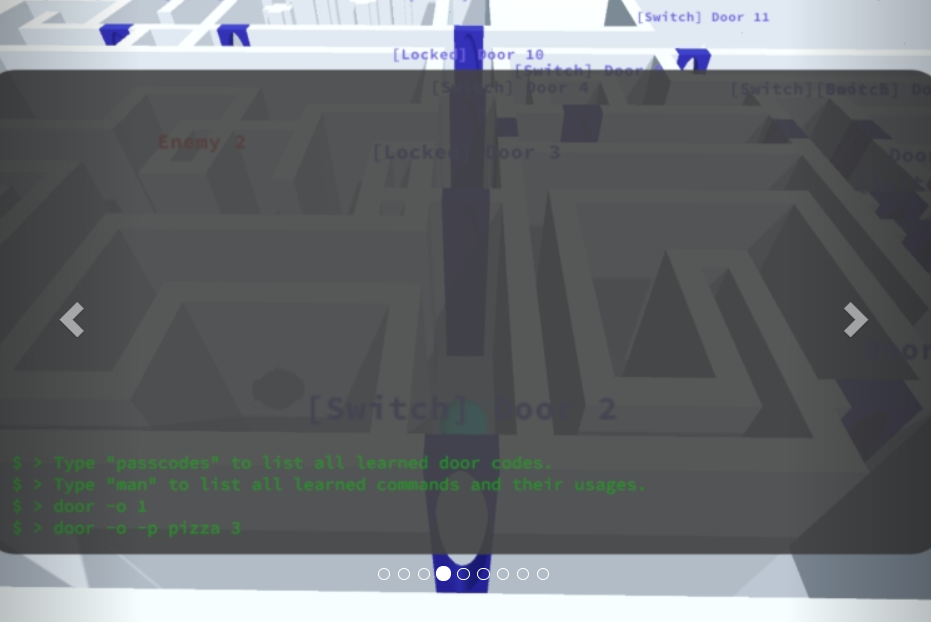 [Switch] Door 11
[Locked] Door 10
[Switch] Door
[Switch] Door 4
[Switch]
[Switch]
Enemy 2
[Locked] Door 3
[Switch] Door 2
$ > Type "passcodes" to list all learned door codes.
$ > Type "man" to list all learned commands and their usages.
$ > door -o 1
$ > door -o -p pizza 3